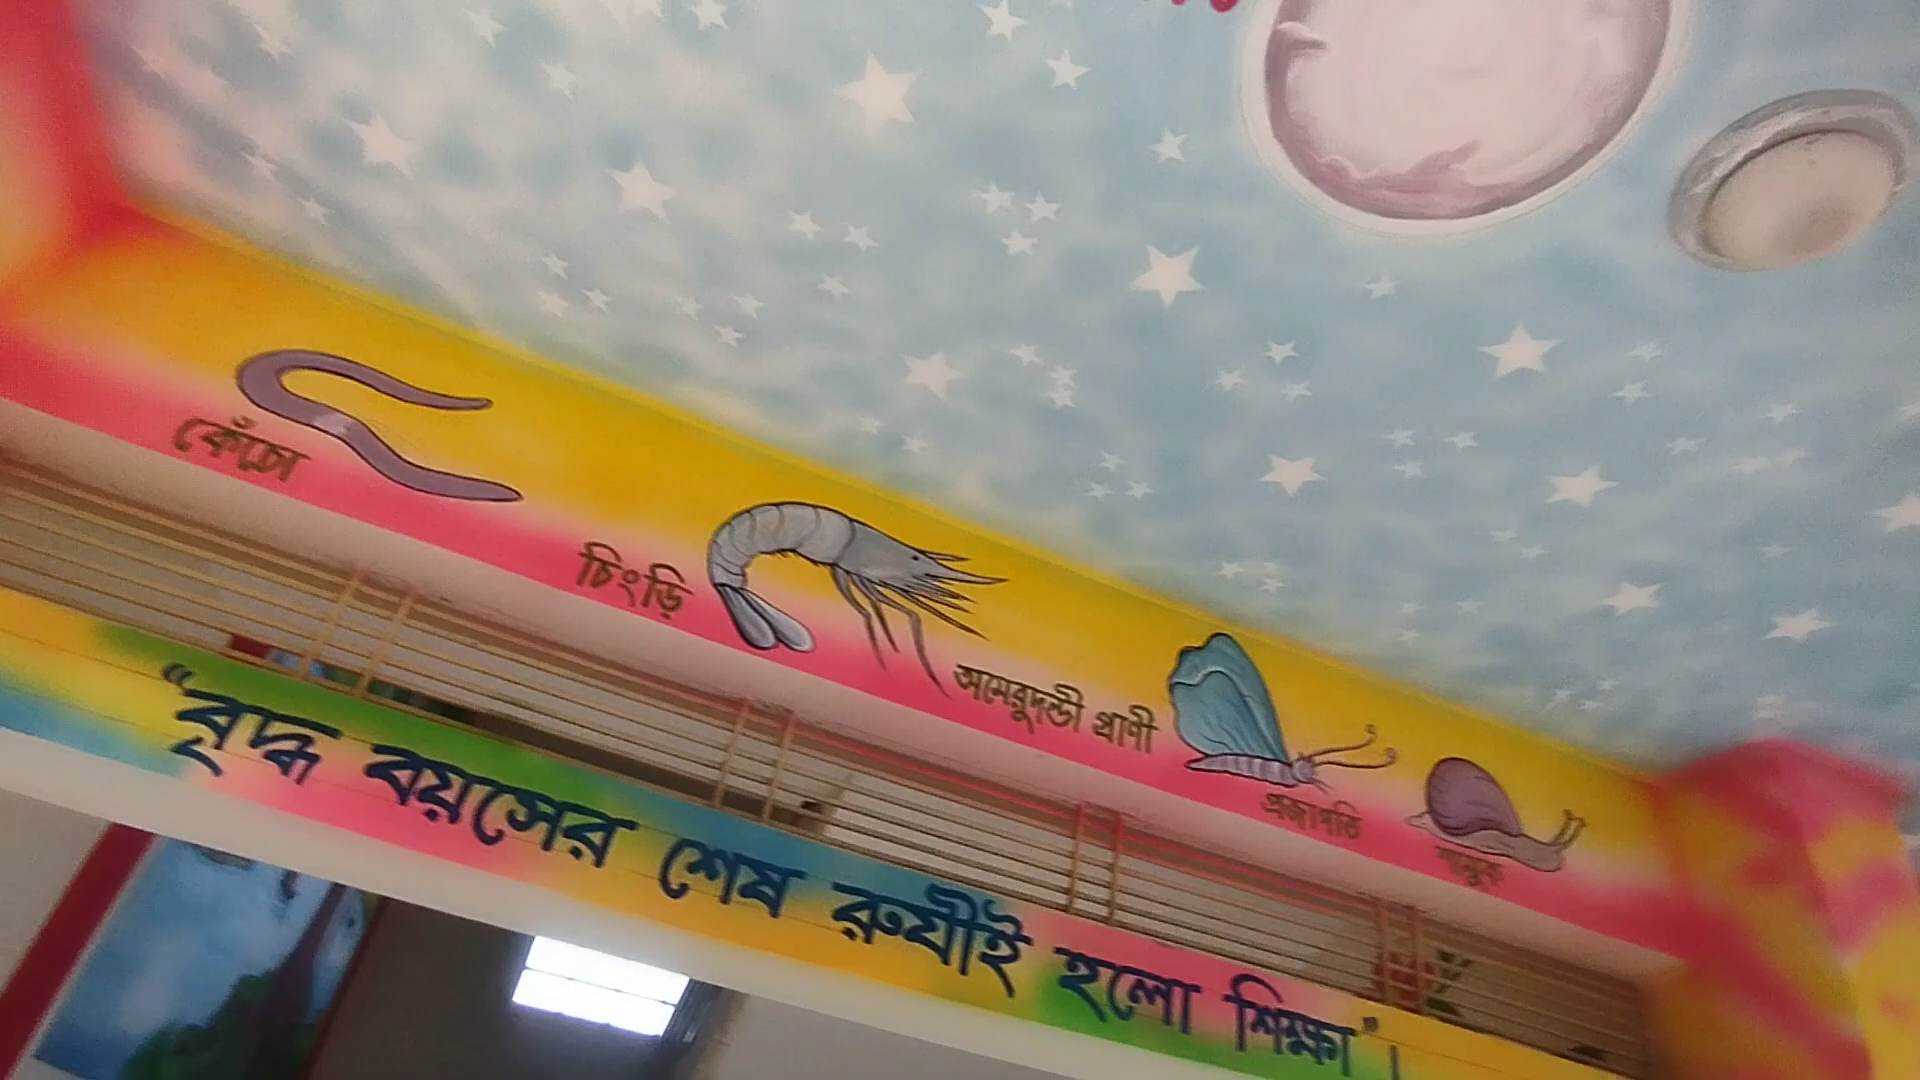 কেঁচো
চিংড়ি
অমেরুদন্ডী প্রাণী
প্রজাপতি
শামুক
"বৃদ্ধ বয়সের শেষ রুযীই হলো শিক্ষা"।